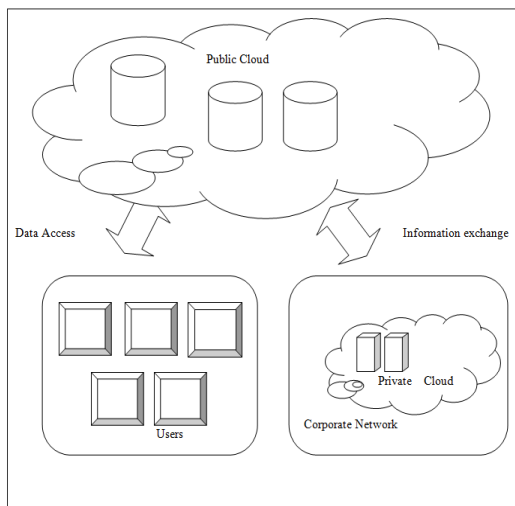 Public Cloud
Data Access
Information exchange
Users
Private Cloud
Corporate Network